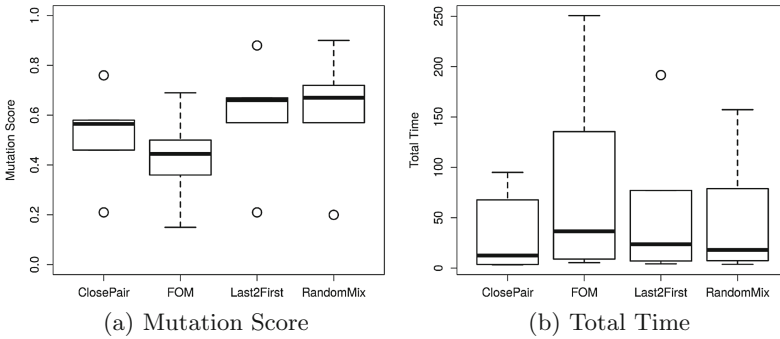 Mutation Score
1.0
0.8
0.6
0.4
0.2
0.0
ClosePair FOM Last2First RandomMix
(a) Mutation Score
Total Time
250
200
150
100
50
0
ClosePair FOM Last2First RandomMix
(b) Total Time